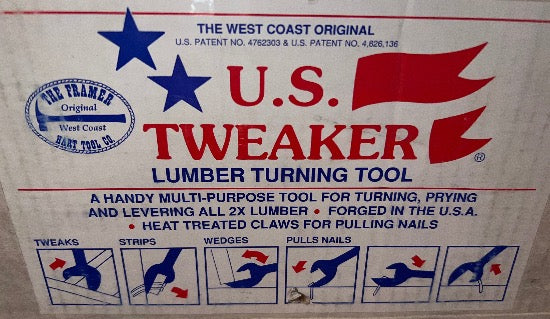 THE WEST COAST ORIGINAL
U.S. PATENT NO. 4762303 & U.S. PATENT NO. 4,626,136
THE FRAMER
Original
West Coast
HART TOOL CO
U.S.
TWEAKER ®
LUMBER TURNING TOOL
A HANDY MULTI-PURPOSE TOOL FOR TURNING, PRYING
AND LEVERING ALL 2X LUMBER • FORGED IN THE U.S.A.
• HEAT TREATED CLAWS FOR PULLING NAILS
TWEAKS STRIPS WEDGES PULLS NAILS